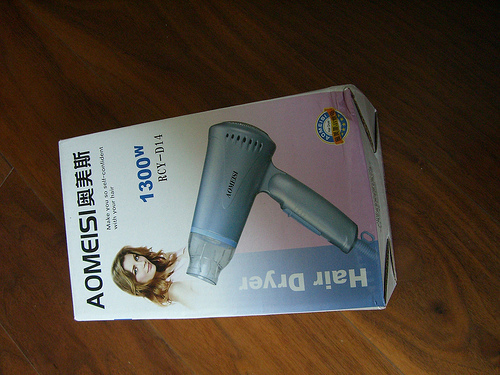 AOMEISI奥美斯
Make you so self-confident
with your hair
1300W
RCY-D14
AOMEISI
AOMEISI
Hair Dryer